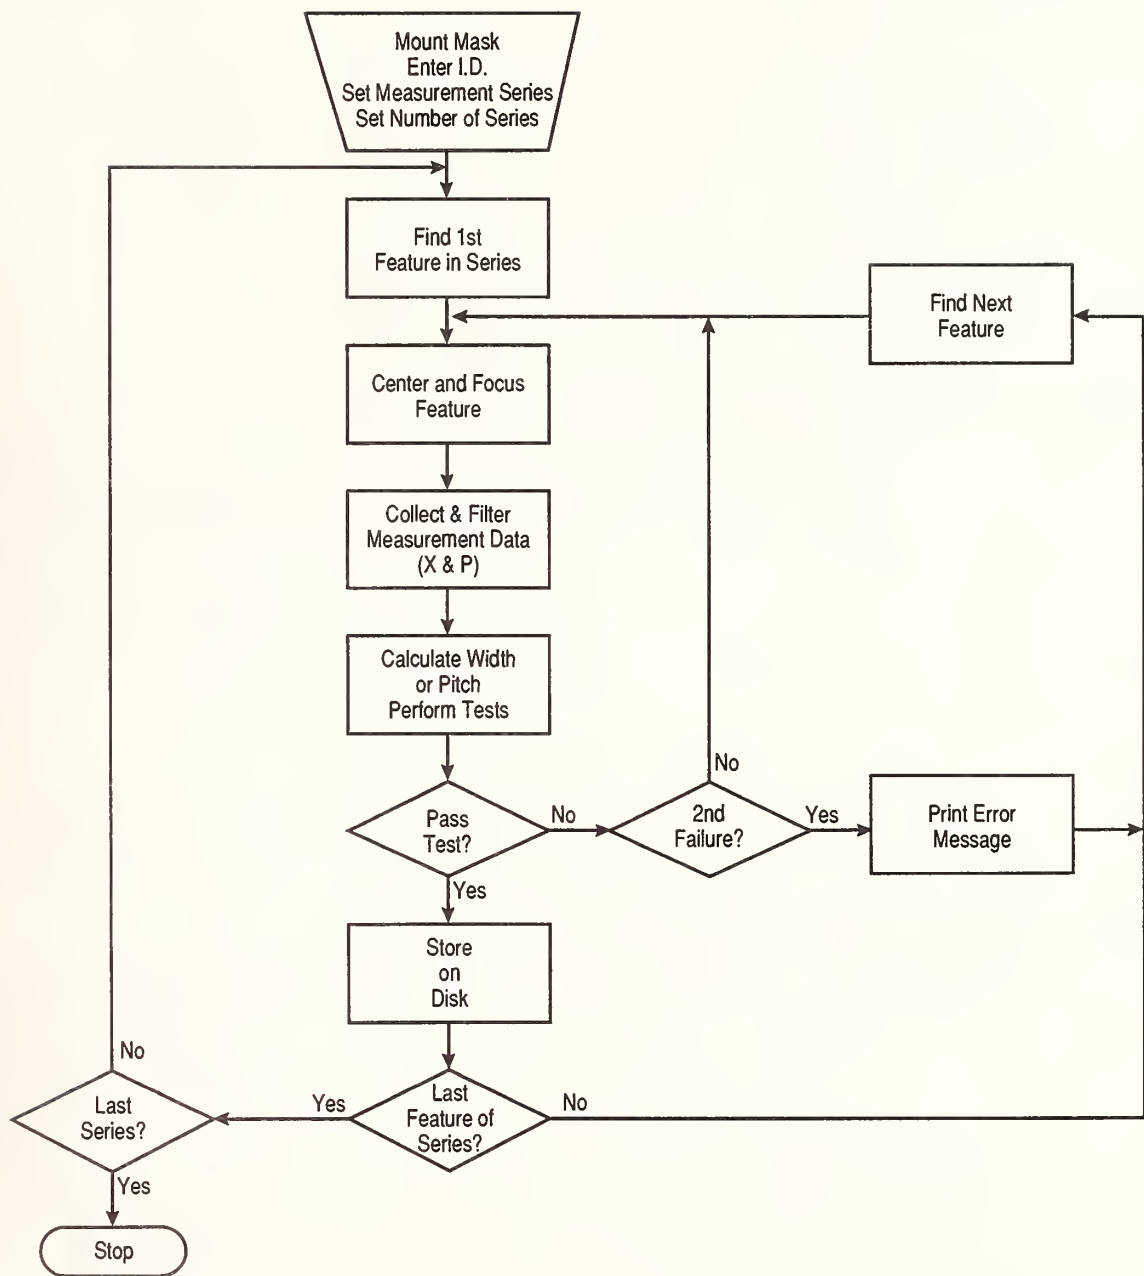 Mount Mask
Enter I.D.
Set Measurement Series
Set Number of Series
Find 1st
Feature in Series
Find Next
Feature
Center and Focus
Feature
Collect & Filter
Measurement Data
(X & P)
Calculate Width
or Pitch
Perform Tests
No
Pass
Test?
No
2nd
Failure?
Yes
Print Error
Message
Yes
Store
on
Disk
No
Last
Series?
Yes
Last
Feature of
Series?
No
Yes
Stop